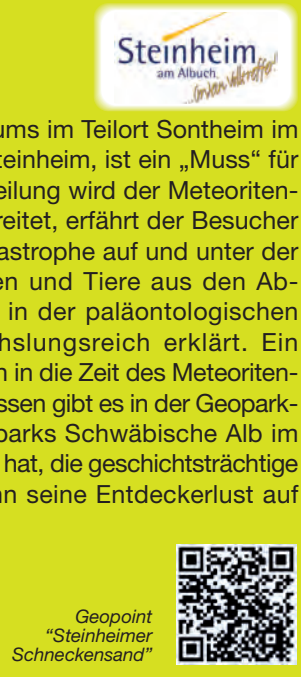 Steinheim
am Albuch
...ein Volltreffer!
ums im Teilort Sontheim im
teinheim, ist ein „Muss“ für
eilung wird der Meteoriten-
reitet, erfährt der Besucher
astrophe auf und unter der
en und Tiere aus den Ab-
in der paläontologischen
hslungsreich erklärt. Ein
n in die Zeit des Meteoriten-
ssen gibt es in der Geopark-
parks Schwäbische Alb im
hat, die geschichtsträchtige
nn seine Entdeckerlust auf
Geopoint
“Steinheimer
Schneckensand”